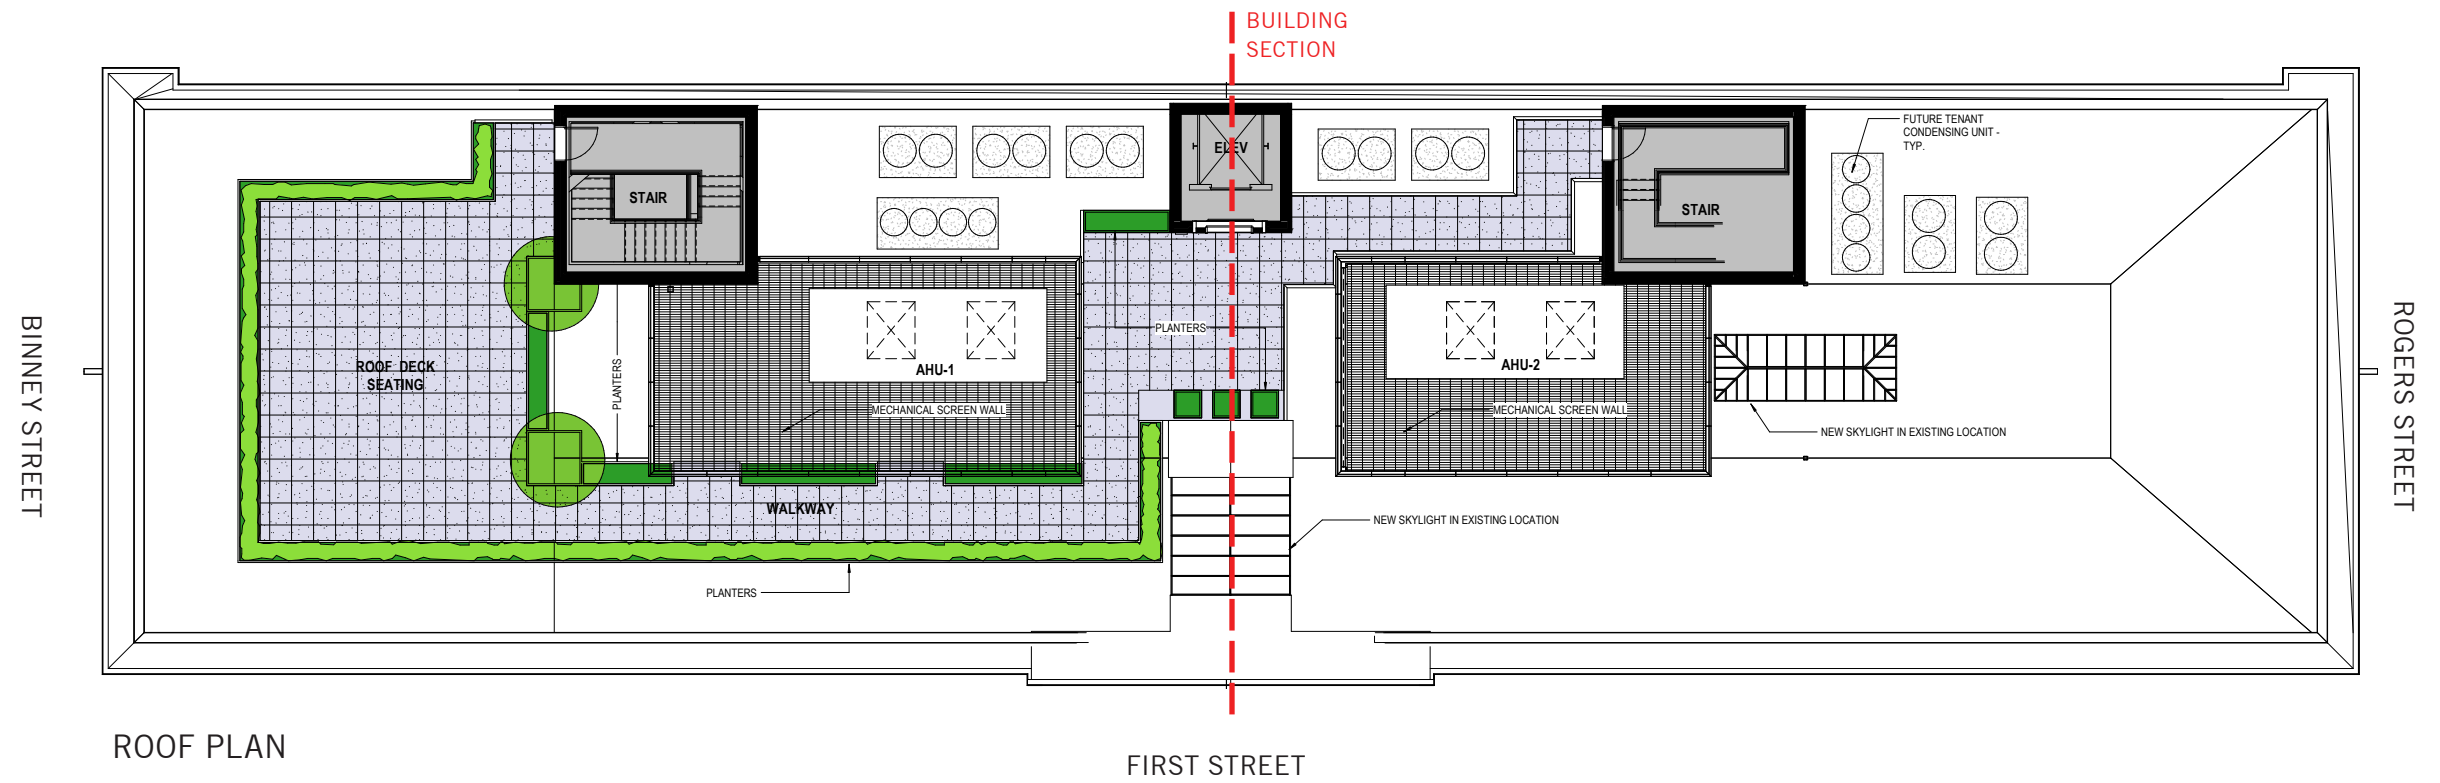 BUILDING
SECTION
FUTURE TENANT
CONDENSING UNIT -
TYP.
ELEV
STAIR
STAIR
BINNEY STREET
ROGERS STREET
PLANTERS
ROOF DECK
SEATING
PLANTERS
AHU-1
AHU-2
MECHANICAL SCREEN WALL
MECHANICAL SCREEN WALL
NEW SKYLIGHT IN EXISTING LOCATION
WALKWAY
NEW SKYLIGHT IN EXISTING LOCATION
PLANTERS
ROOF PLAN
FIRST STREET